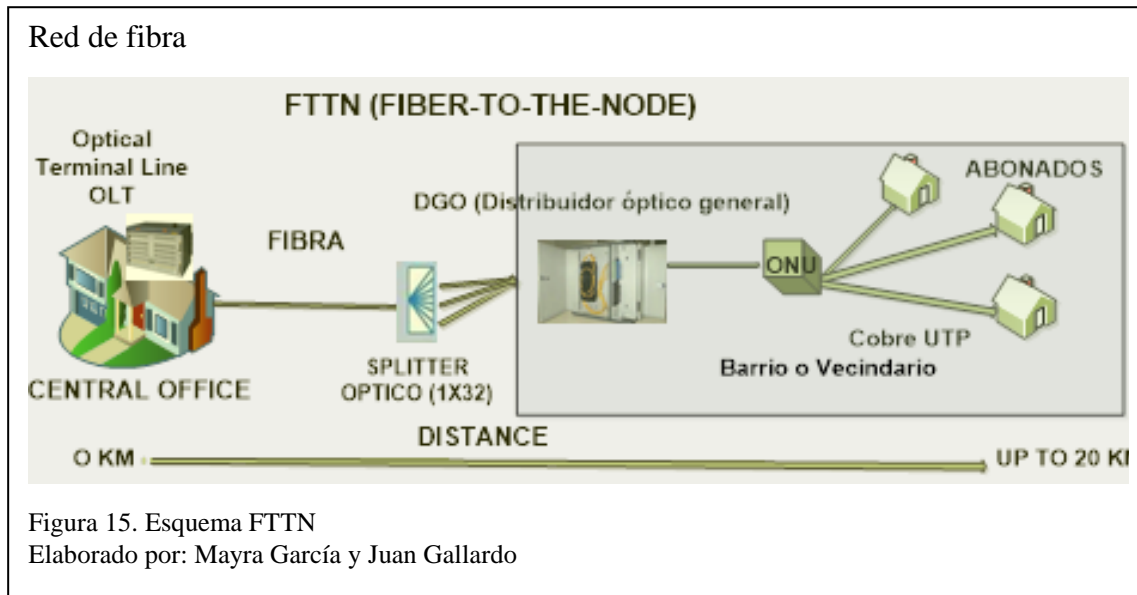 Red de fibra
FTTN (FIBER-TO-THE-NODE)
Optical
Terminal Line
OLT
FIBRA
CENTRAL OFFICE
SPLITTER
OPTICO (1X32)
DGO (Distribuidor óptico general)
ONU
ABONADOS
Cobre UTP
Barrio o Vecindario
DISTANCE
O KM
UP TO 20 KM
Figura 15. Esquema FTTN
Elaborado por: Mayra García y Juan Gallardo